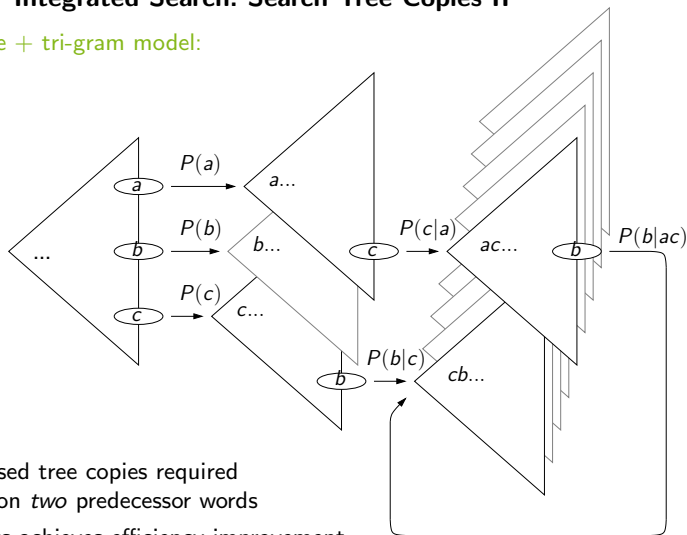 Integrated Search: Search Tree Copies II
+ tri-gram model:
a
P(a)
a...
P(c|a)
ac...
b
P(b|ac)
...
b
P(b)
b...
c
c
P(c)
c...
b
P(b|c)
cb...
tree copies required
on two predecessor words
achieves efficiency improvement